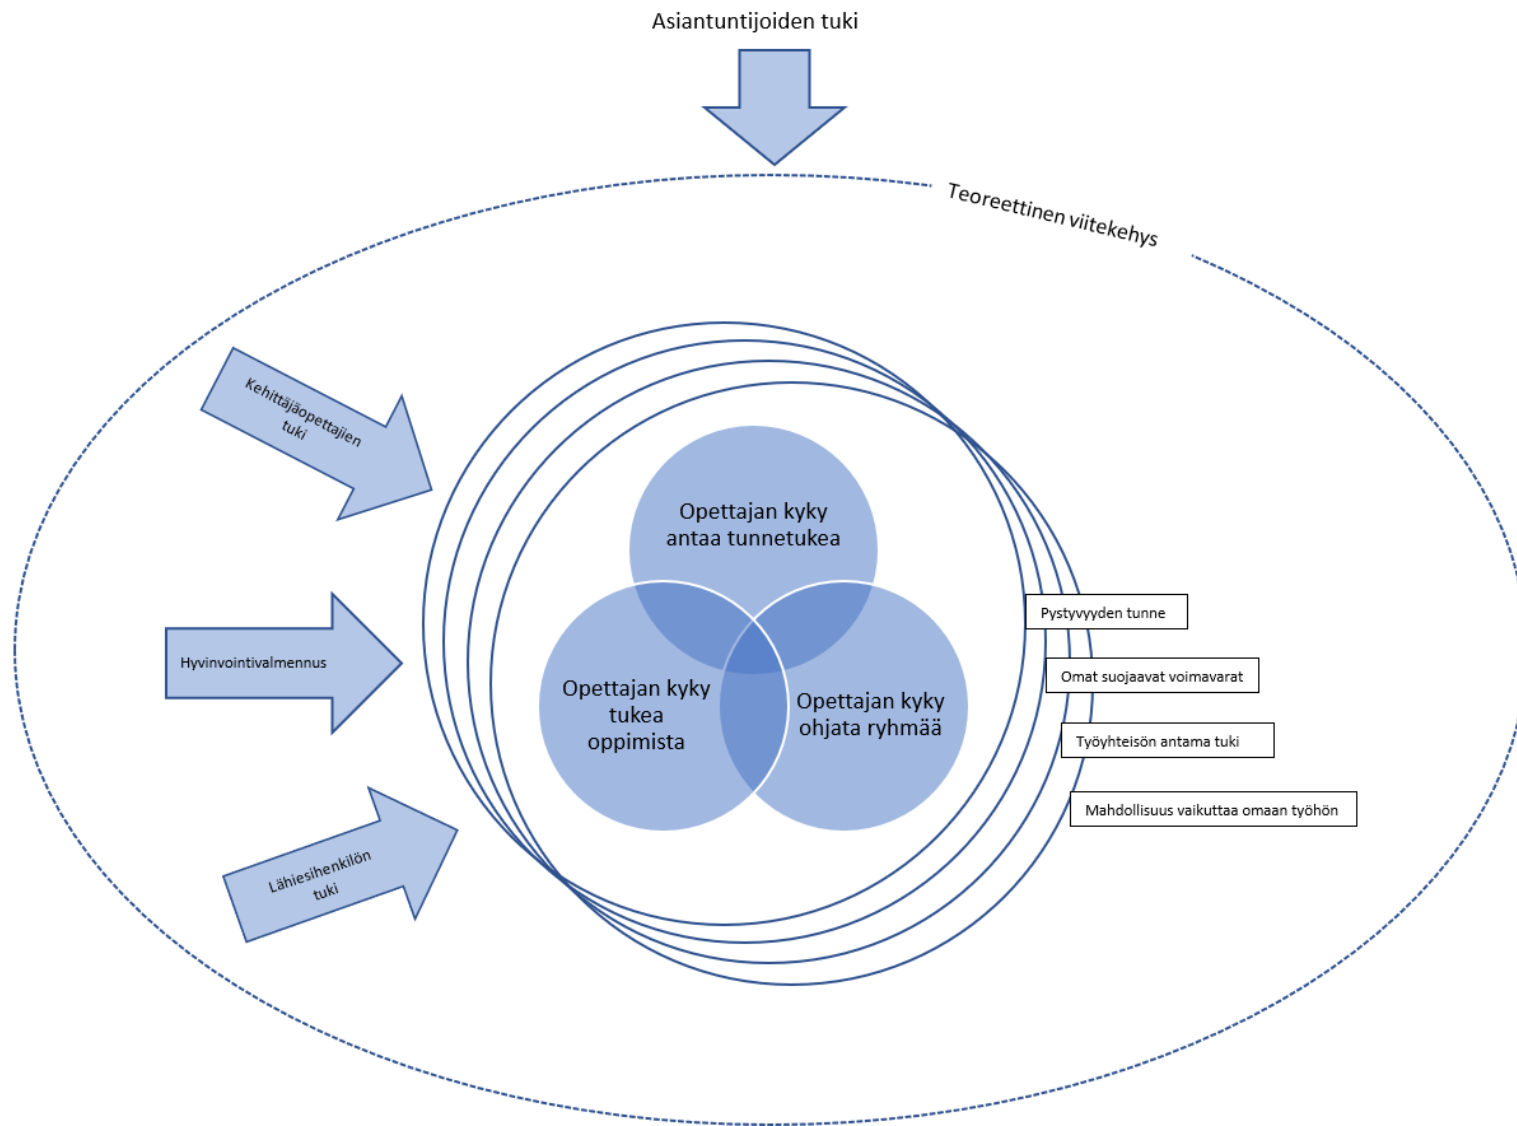 Asiantuntijoiden tuki
Teoreettinen viitekehys
Kehittäjäopettajien
tuki
Hyvinvointivalmennus
Lähiesihenkilön
tuki
Opettajan kyky
antaa tunnetukea
Opettajan kyky
tukea
oppimista
Opettajan kyky
ohjata ryhmää
Pystyvyyden tunne
Omat suojaavat voimavarat
Työyhteisön antama tuki
Mahdollisuus vaikuttaa omaan työhön